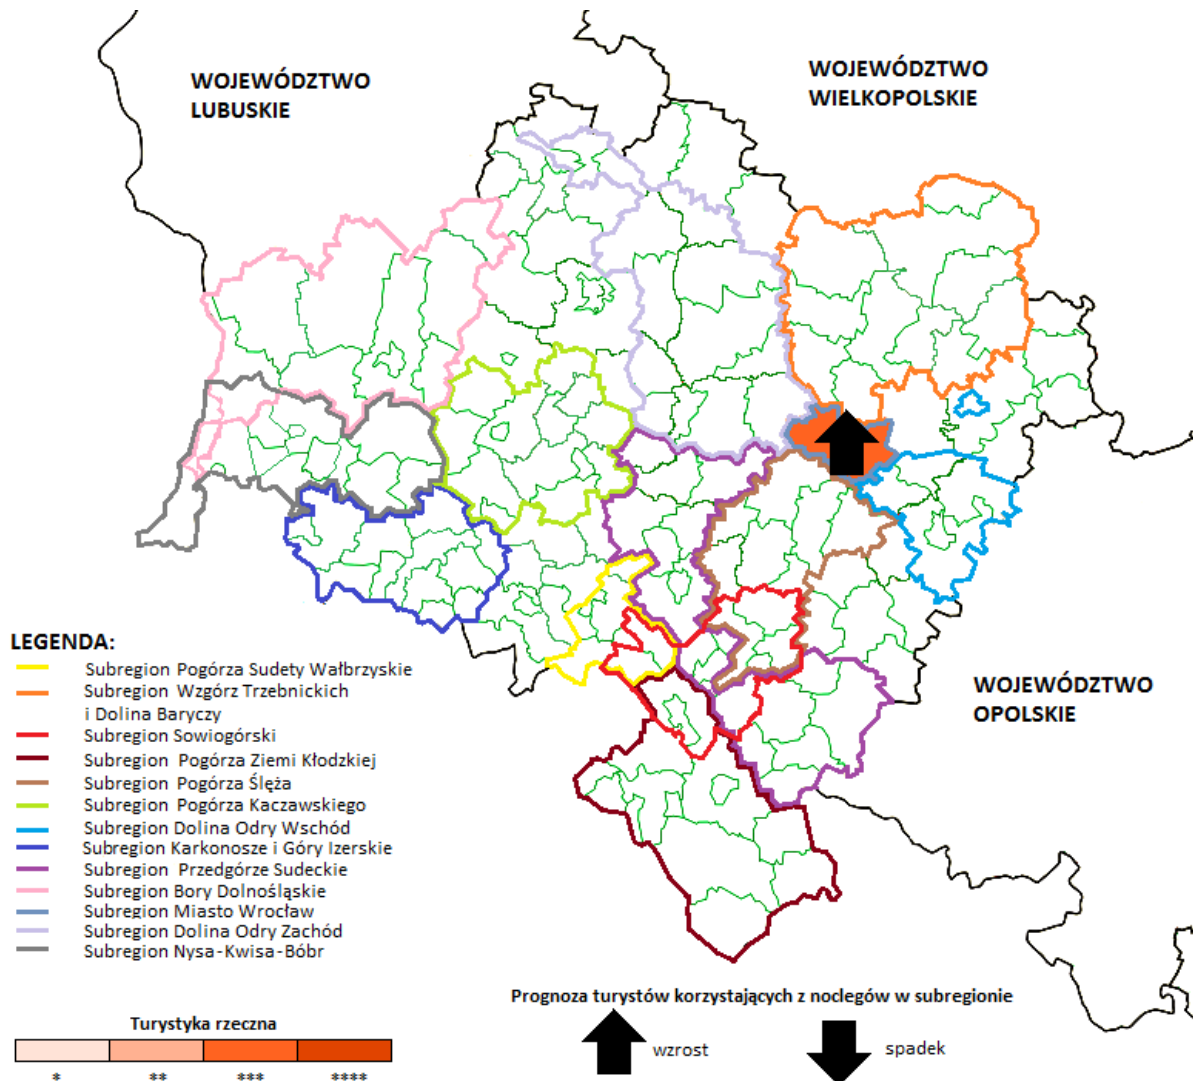 WOJEWÓDZTWO
LUBUSKIE
WOJEWÓDZTWO
WIELKOPOLSKIE
LEGENDA:
Subregion Pogórza Sudety Wałbrzyskie
Subregion Wzgórz Trzebnickich
i Dolina Baryczy
Subregion Sowiogórski
Subregion Pogórza Ziemi Kłodzkiej
Subregion Pogórza Ślęża
Subregion Pogórza Kaczawskiego
Subregion Dolina Odry Wschód
Subregion Karkonosze i Góry Izerskie
Subregion Przedgórze Sudeckie
Subregion Bory Dolnośląskie
Subregion Miasto Wrocław
Subregion Dolina Odry Zachód
Subregion Nysa-Kwisa-Bóbr
WOJEWÓDZTWO
OPOLSKIE
Prognoza turystów korzystających z noclegów w subregionie
wzrost
spadek
Turystyka rzeczna
* ** *** ****